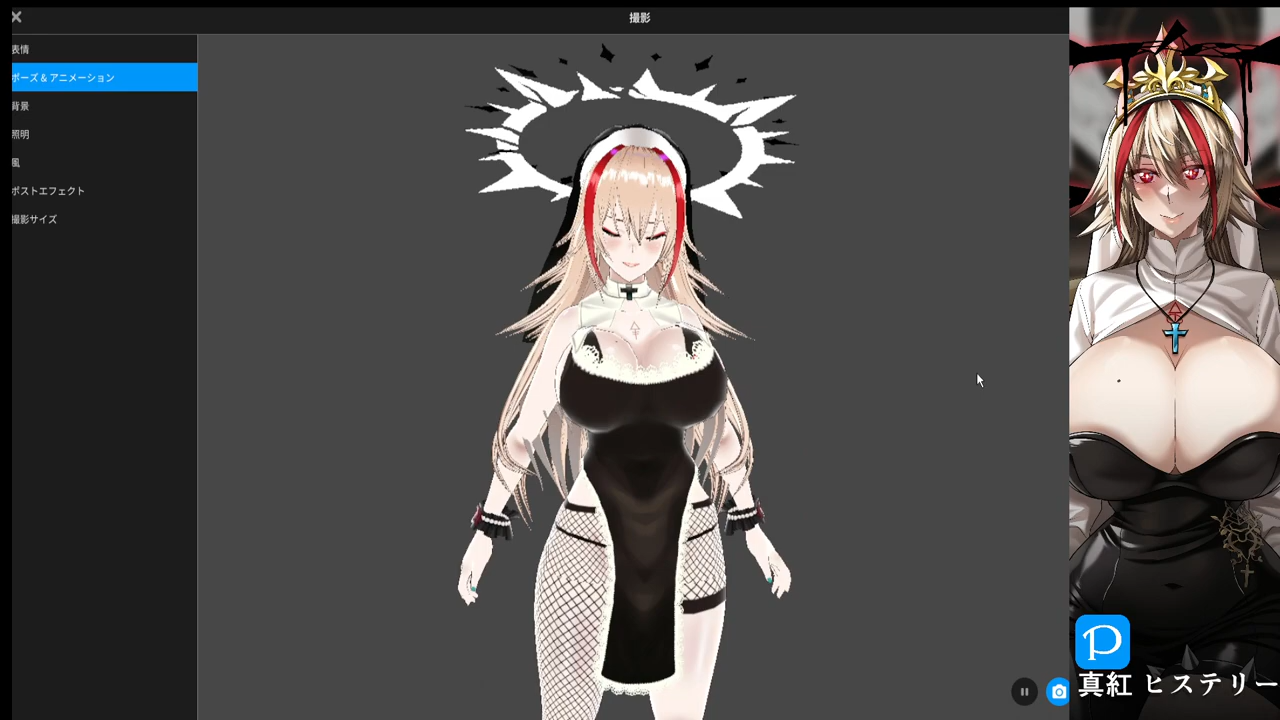 撮影
表情
ポーズ & アニメーション
背景
照明
風
ポストエフェクト
撮影サイズ
P
真紅 ヒステリー